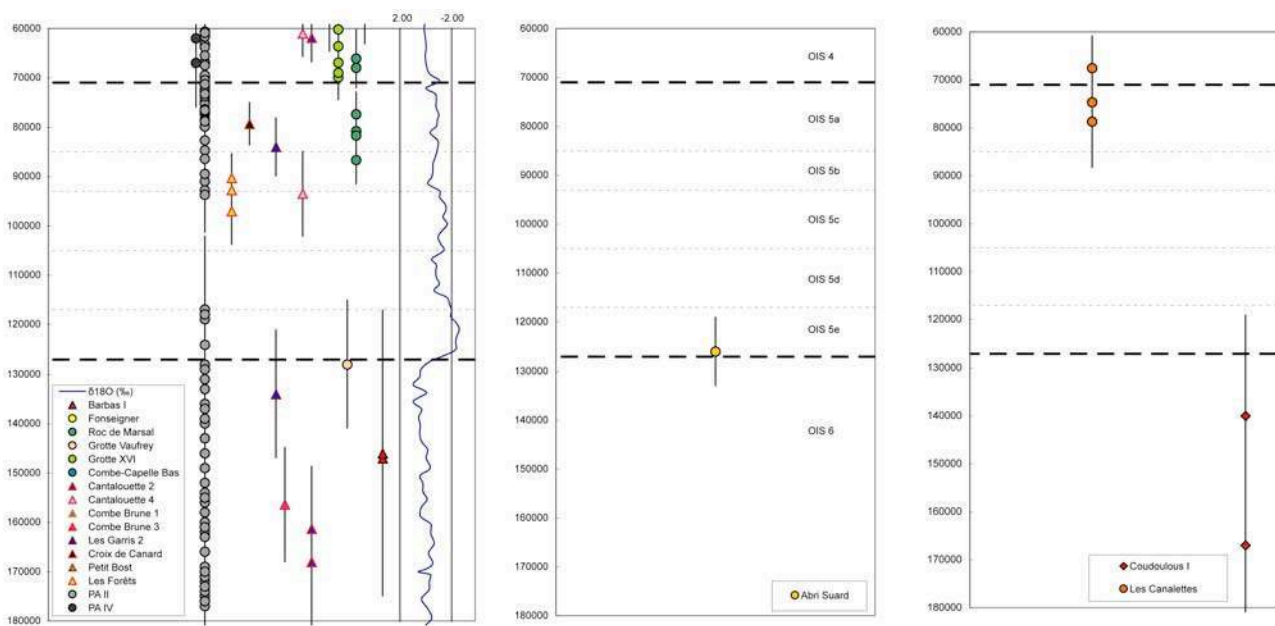 2.00 -2.00
60000
70000
80000
90000
100000
110000
120000
130000
140000
150000
160000
170000
180000
δ18O (‰)
Barbas I
Fonseigner
Roc de Marsal
Grotte Vaufrey
Grotte XVI
Combe-Capelle Bas
Cantalouette 2
Cantalouette 4
Combe Brune 1
Combe Brune 3
Les Garris 2
Croix de Canard
Petit Bost
Les Forêts
PA II
PA IV
60000
70000
80000
90000
100000
110000
120000
130000
140000
150000
160000
170000
180000
OIS 4
OIS 5a
OIS 5b
OIS 5c
OIS 5d
OIS 5e
OIS 6
Abri Suard
60000
70000
80000
90000
100000
110000
120000
130000
140000
150000
160000
170000
180000
Coudoulous I
Les Canalettes